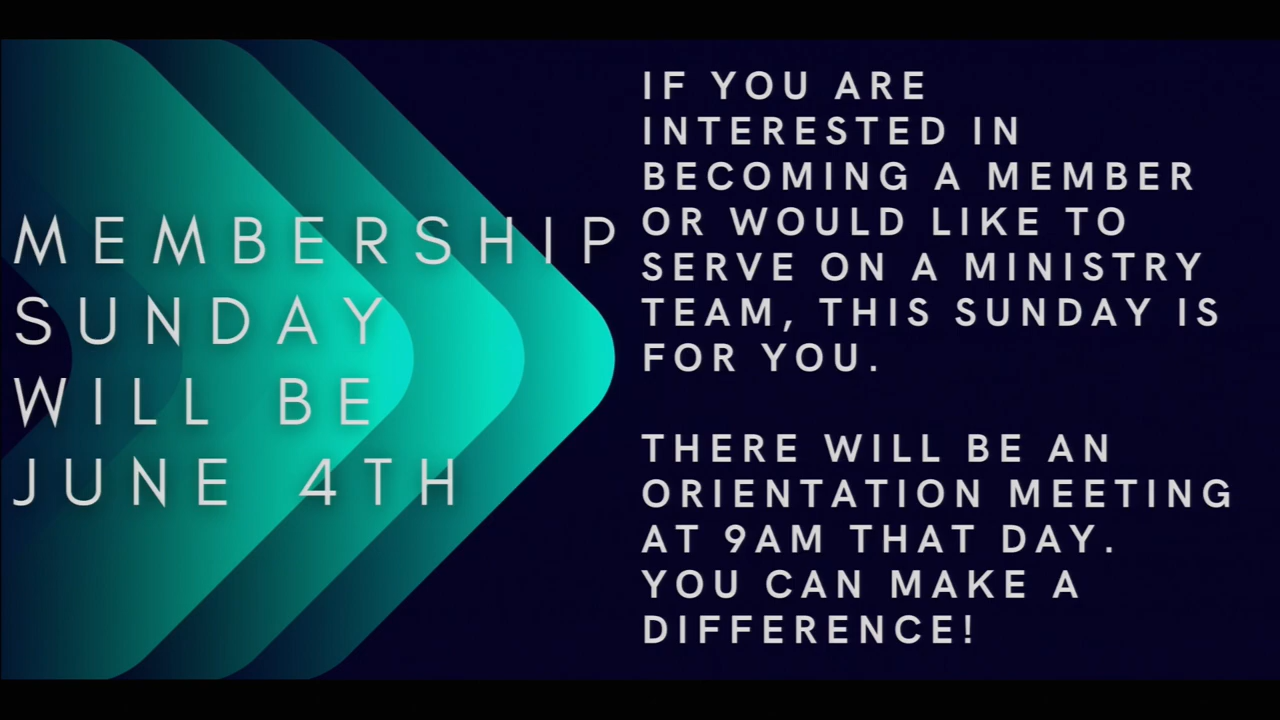 MEMBERSHIP
SUNDAY
WILL BE
JUNE 4TH
IF YOU ARE
INTERESTED IN
BECOMING A MEMBER
OR WOULD LIKE TO
SERVE ON A MINISTRY
TEAM, THIS SUNDAY IS
FOR YOU.
THERE WILL BE AN
ORIENTATION MEETING
AT 9AM THAT DAY.
YOU CAN MAKE A
DIFFERENCE!